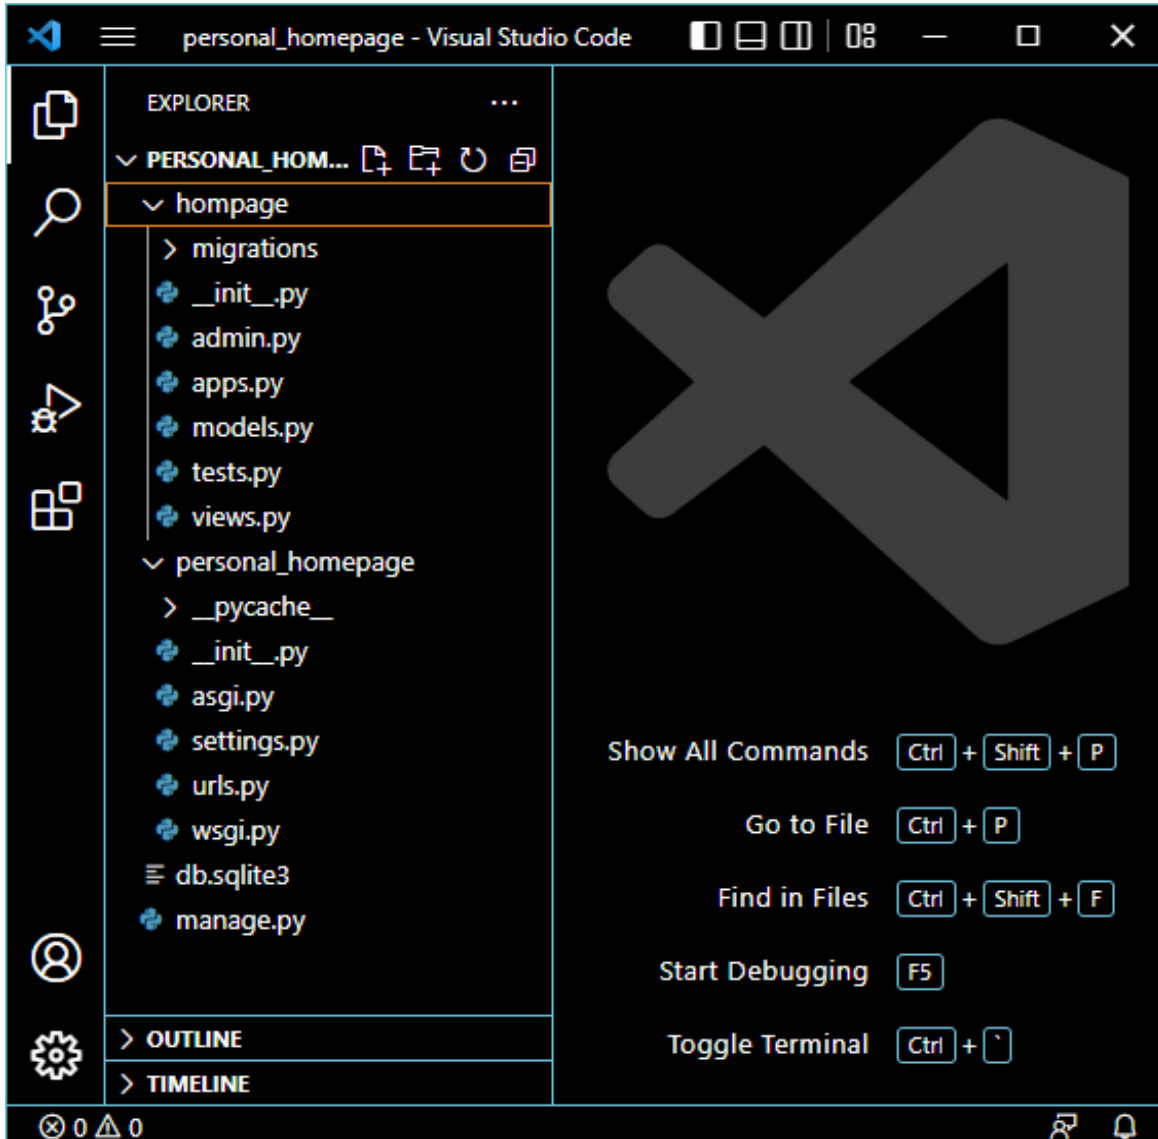 personal_homepage - Visual Studio Code
EXPLORER
PERSONAL_HOM...
hompage
migrations
__init__.py
admin.py
apps.py
models.py
tests.py
views.py
personal_homepage
__pycache__
__init__.py
asgi.py
settings.py
urls.py
wsgi.py
db.sqlite3
manage.py
OUTLINE
TIMELINE
Show All Commands Ctrl + Shift + P
Go to File Ctrl + P
Find in Files Ctrl + Shift + F
Start Debugging F5
Toggle Terminal Ctrl + `
0 0